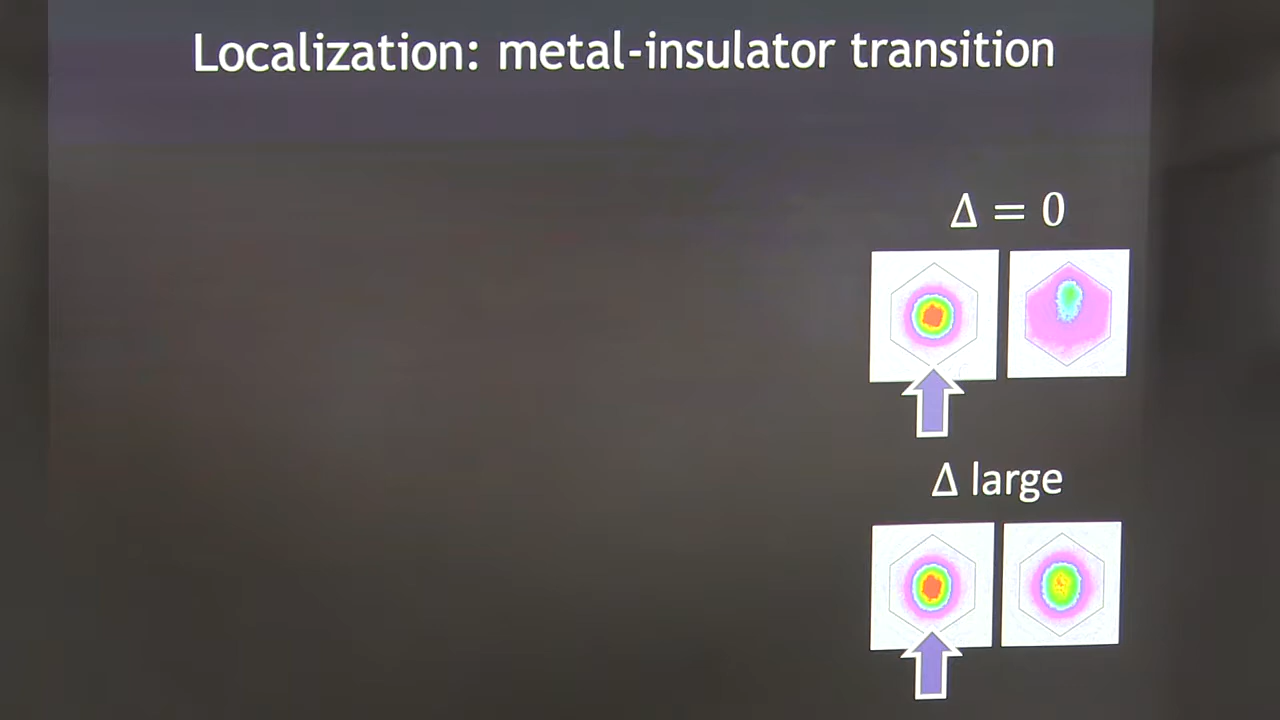 Localization: metal-insulator transition
Δ = 0
Δ large